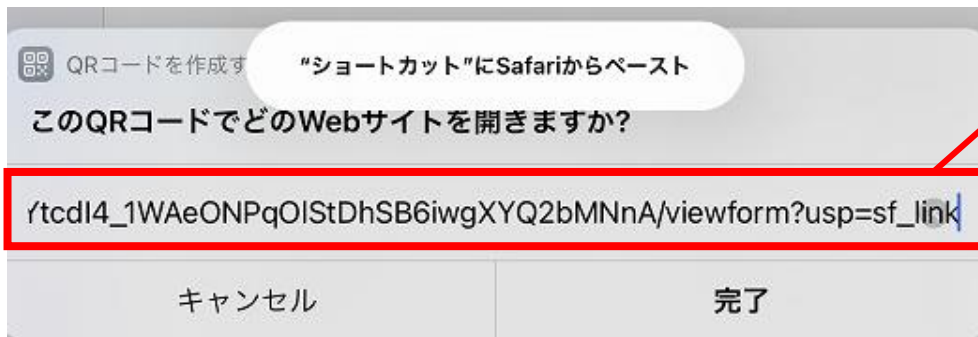 QRコードを作成す
“ショートカット”にSafariからペースト
このQRコードでどのWebサイトを開きますか?
YtcdI4_1WAeONPqOIStDhSB6iwgXYQ2bMNnA/viewform?usp=sf_link
キャンセル
完了